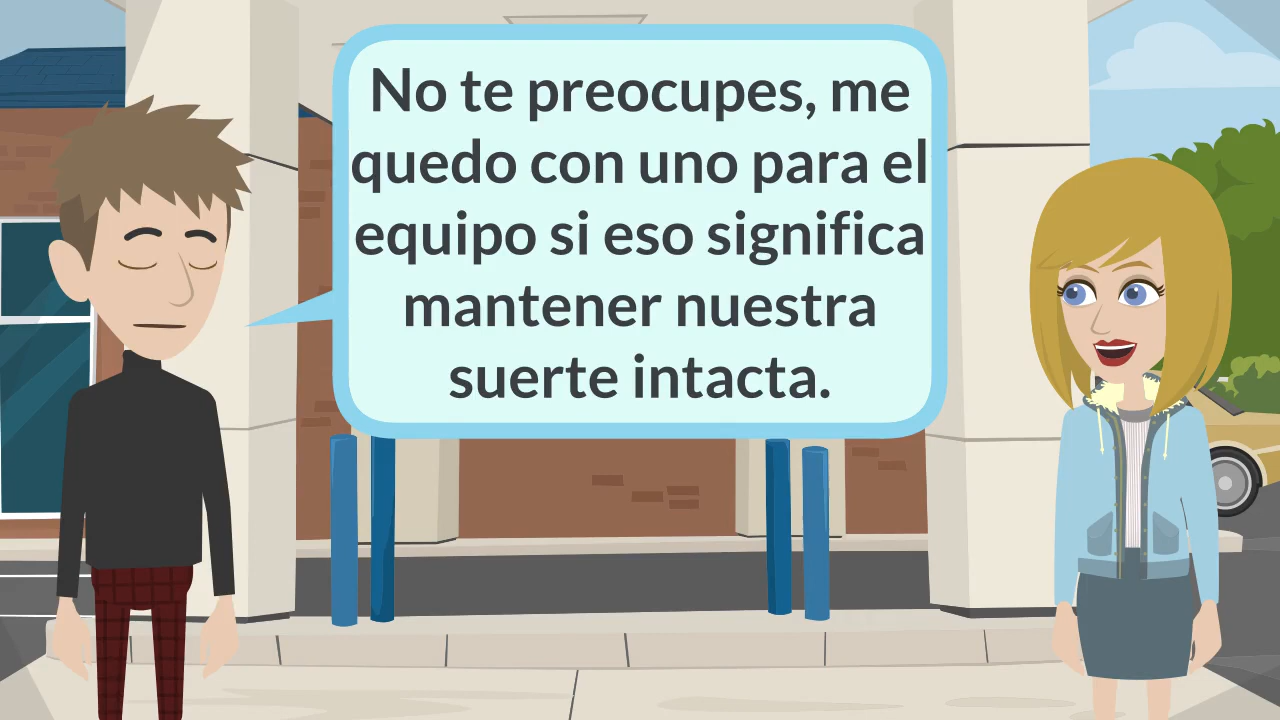 No te preocupes, me
quedo con uno para el
equipo si eso significa
mantener nuestra
suerte intacta.